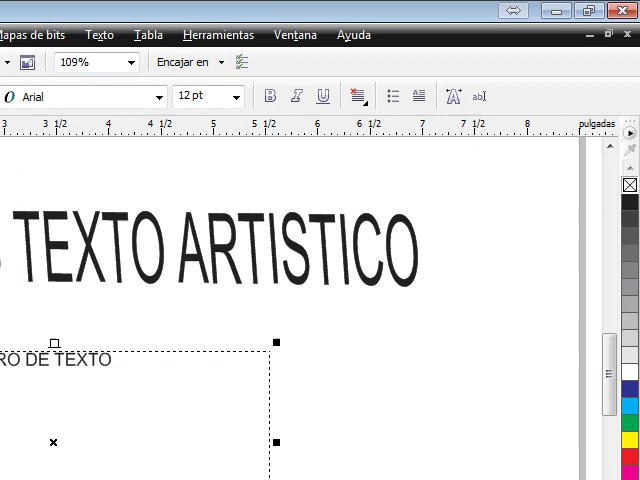 Mapas de bits Texto Tabla Herramientas Ventana Ayuda
109% Encajar en
O Arial 12 pt B I U A ab
3 3 1/2 4 4 1/2 5 5 1/2 6 6 1/2 7 7 1/2 8 pulgadas
TEXTO ARTISTICO
RO DE TEXTO